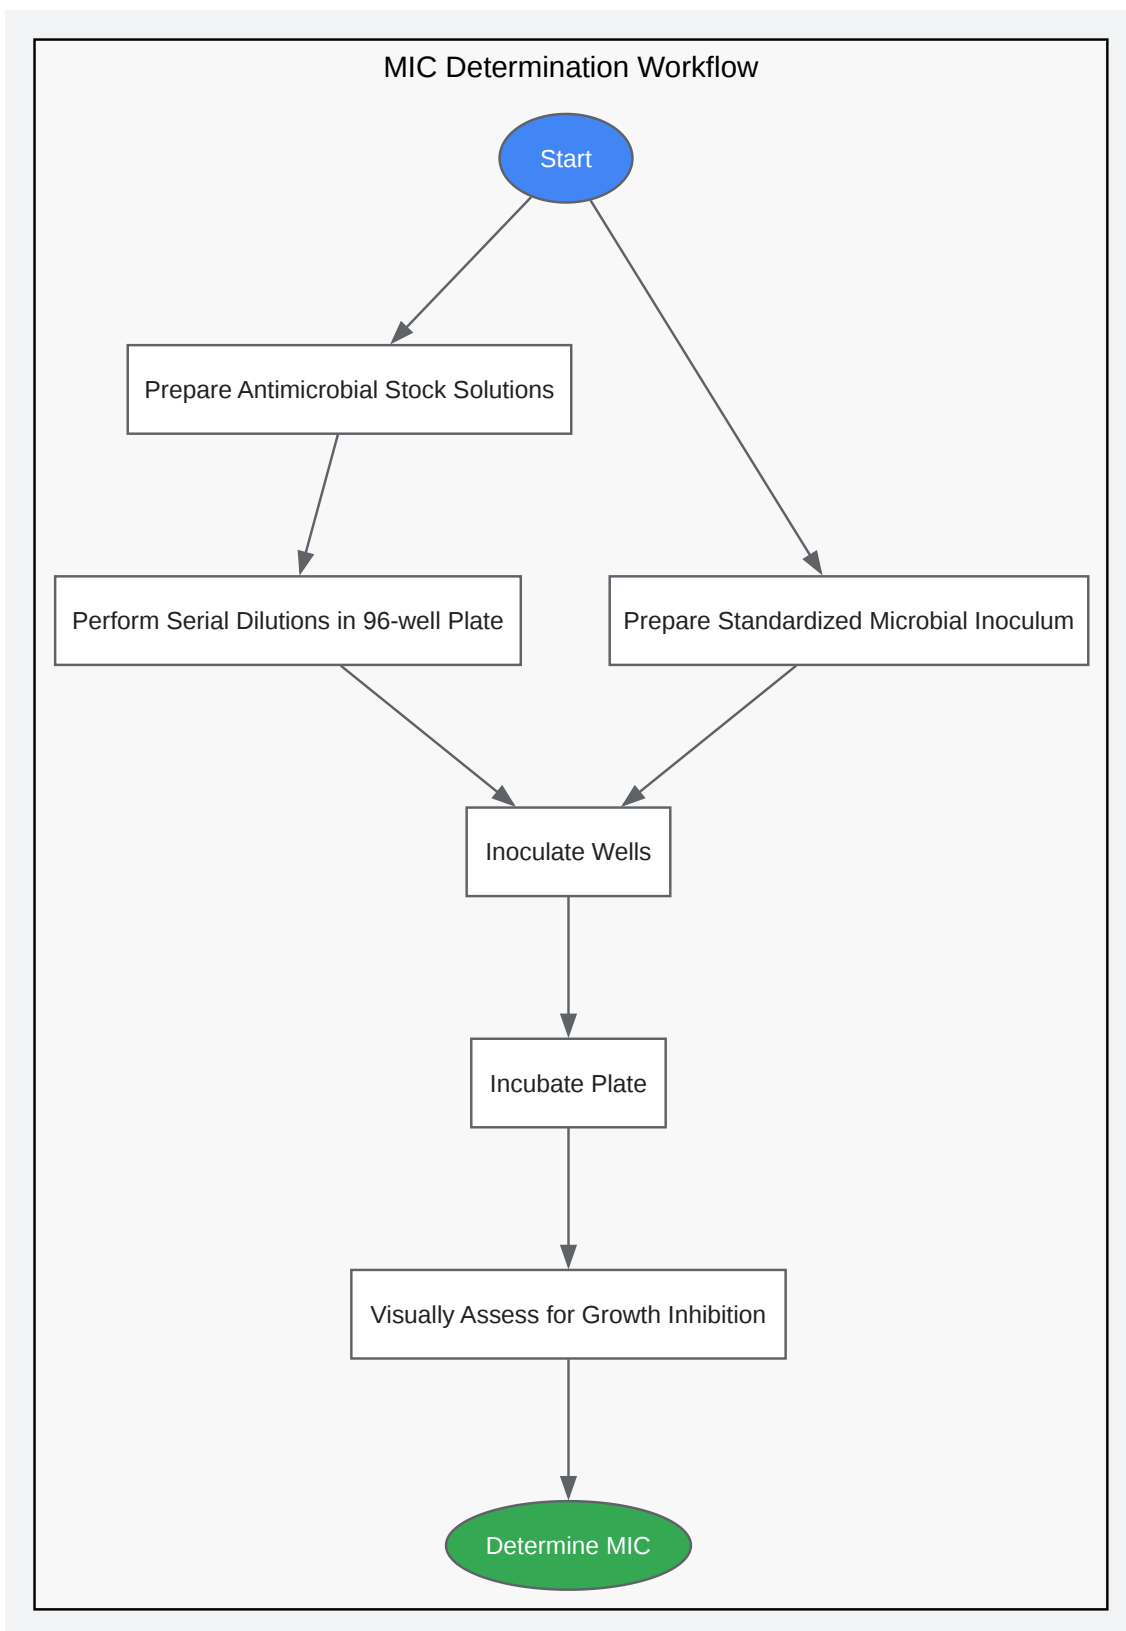 MIC Determination Workflow
Start
Prepare Antimicrobial Stock Solutions
Perform Serial Dilutions in 96-well Plate
Prepare Standardized Microbial Inoculum
Inoculate Wells
Incubate Plate
Visually Assess for Growth Inhibition
Determine MIC